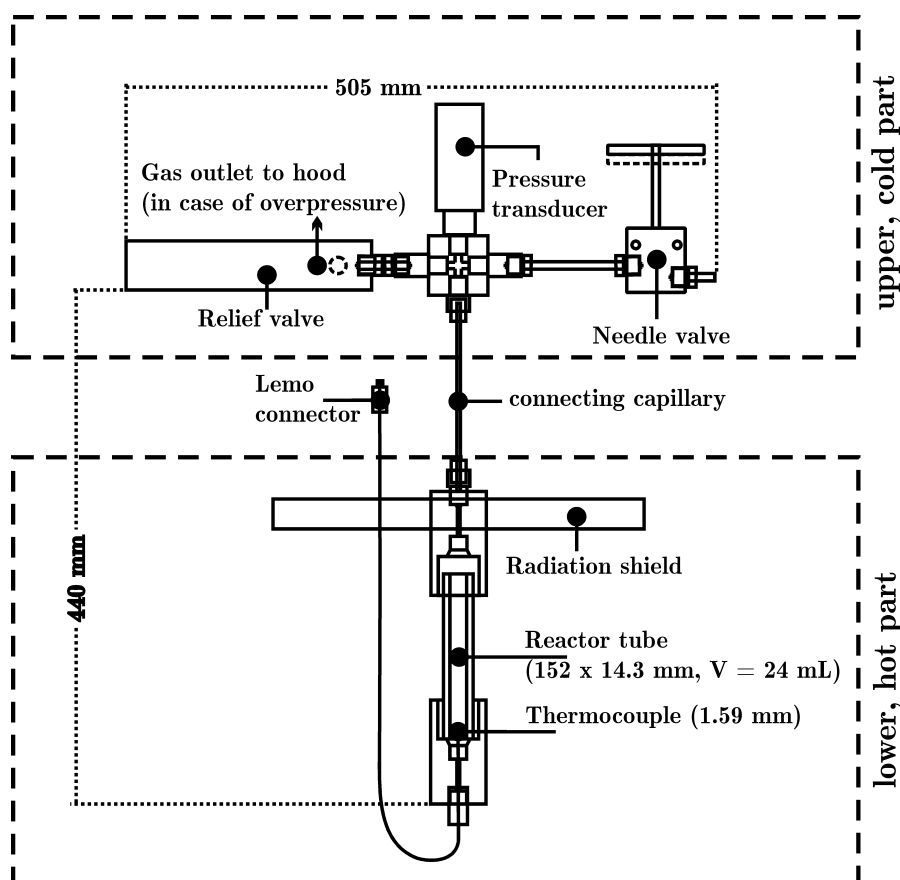 505 mm
upper, cold part
Gas outlet to hood
(in case of overpressure)
Pressure
transducer
Relief valve
Needle valve
Lemo
connector
connecting capillary
440 mm
Radiation shield
lower, hot part
Reactor tube
(152 x 14.3 mm, V = 24 mL)
Thermocouple (1.59 mm)